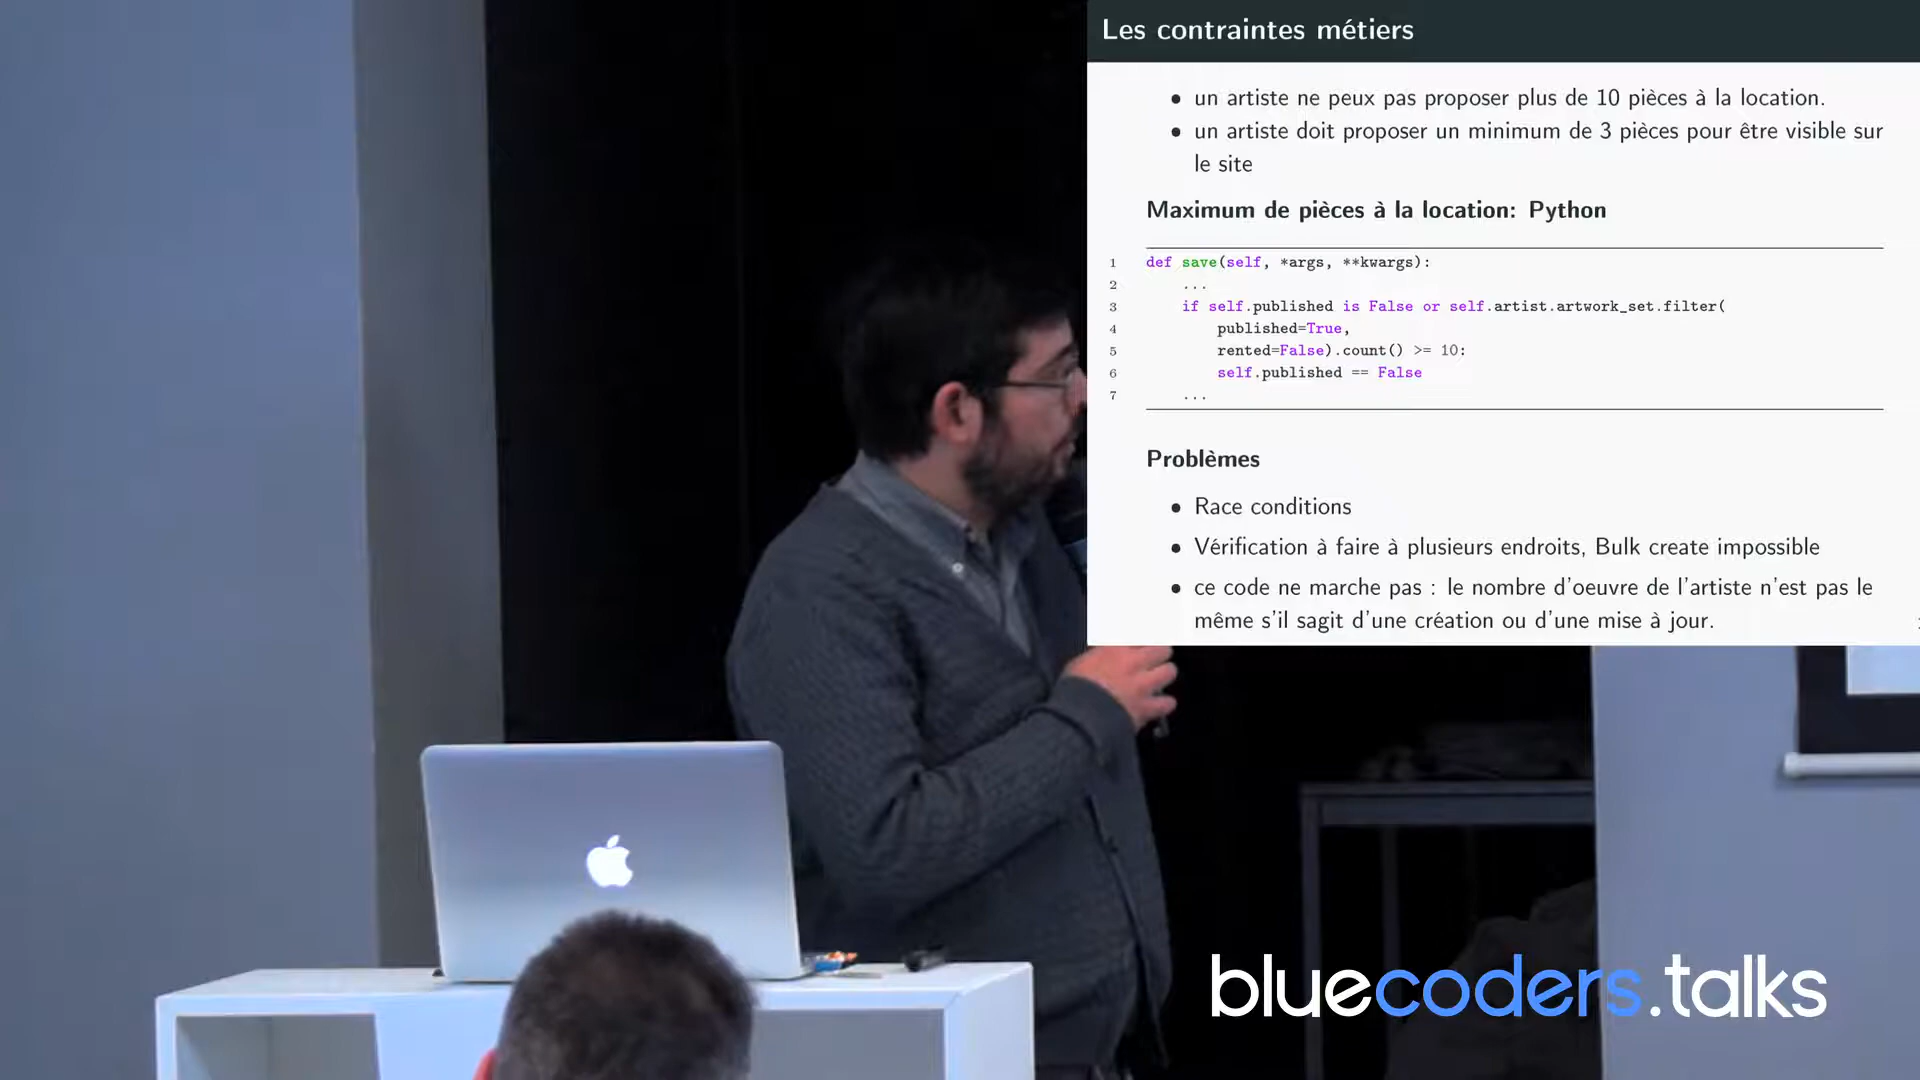 Les contraintes métiers
• un artiste ne peux pas proposer plus de 10 pièces à la location.
• un artiste doit proposer un minimum de 3 pièces pour être visible sur
le site
Maximum de pièces à la location: Python
1 def save(self, *args, **kwargs):
2 ...
3 if self.published is False or self.artist.artwork_set.filter(
4 published=True,
5 rented=False).count() >= 10:
6 self.published == False
7 ...
Problèmes
• Race conditions
• Vérification à faire à plusieurs endroits, Bulk create impossible
• ce code ne marche pas : le nombre d'oeuvre de l'artiste n'est pas le
même s'il sagit d'une création ou d'une mise à jour.
bluecoders.talks